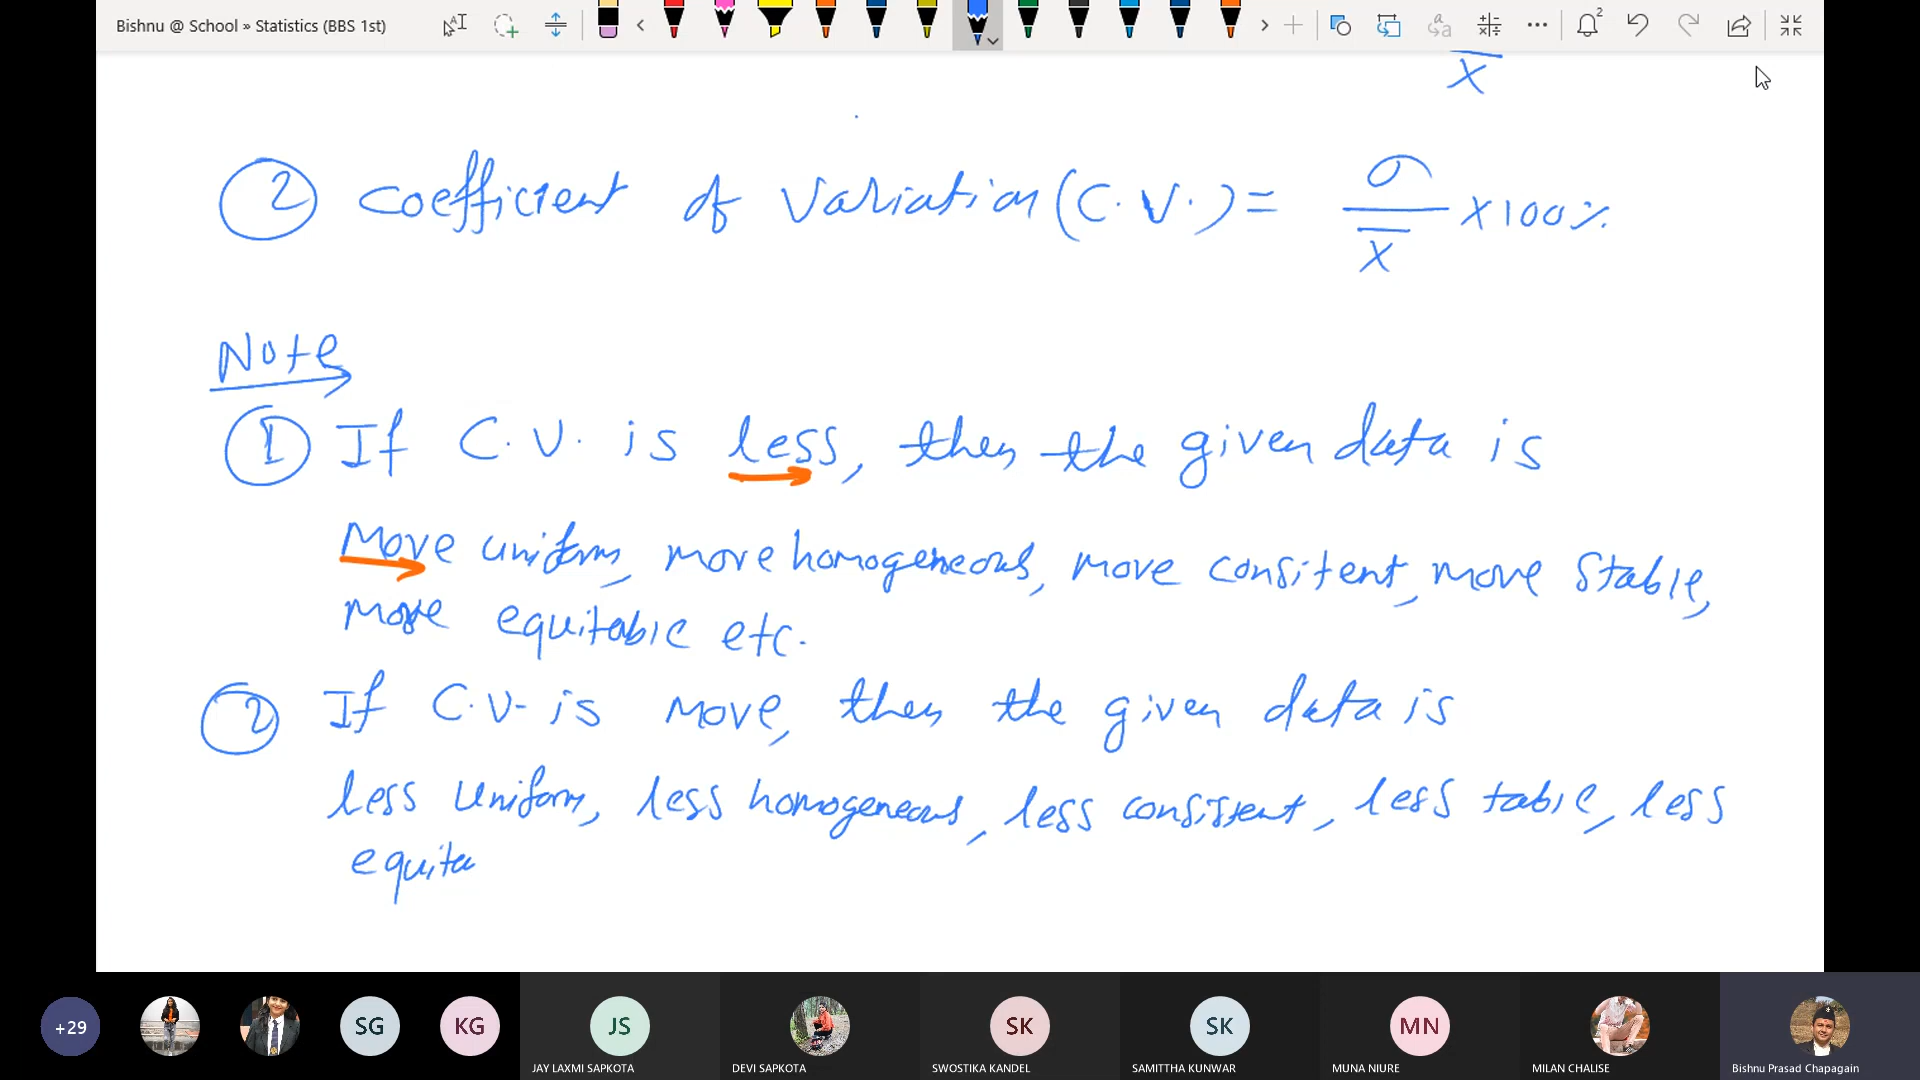 Bishnu @ School » Statistics (BBS 1st)
2
x̄
② Coefficient of Variation (C.V.) = σ/x̄ × 100%
Note
① If C.V. is less, then the given data is
More uniform, more homogeneous, more consitent, more Stable,
more equitable etc.
② If C.V. is more, then the given data is
less Uniform, less homogeneous, less consistent, less table, less
equita
+29
SG
KG
JS
SK
SK
MN
JAY LAXMI SAPKOTA
DEVI SAPKOTA
SWOSTIKA KANDEL
SAMITTHA KUNWAR
MUNA NIURE
MILAN CHALISE
Bishnu Prasad Chapagain